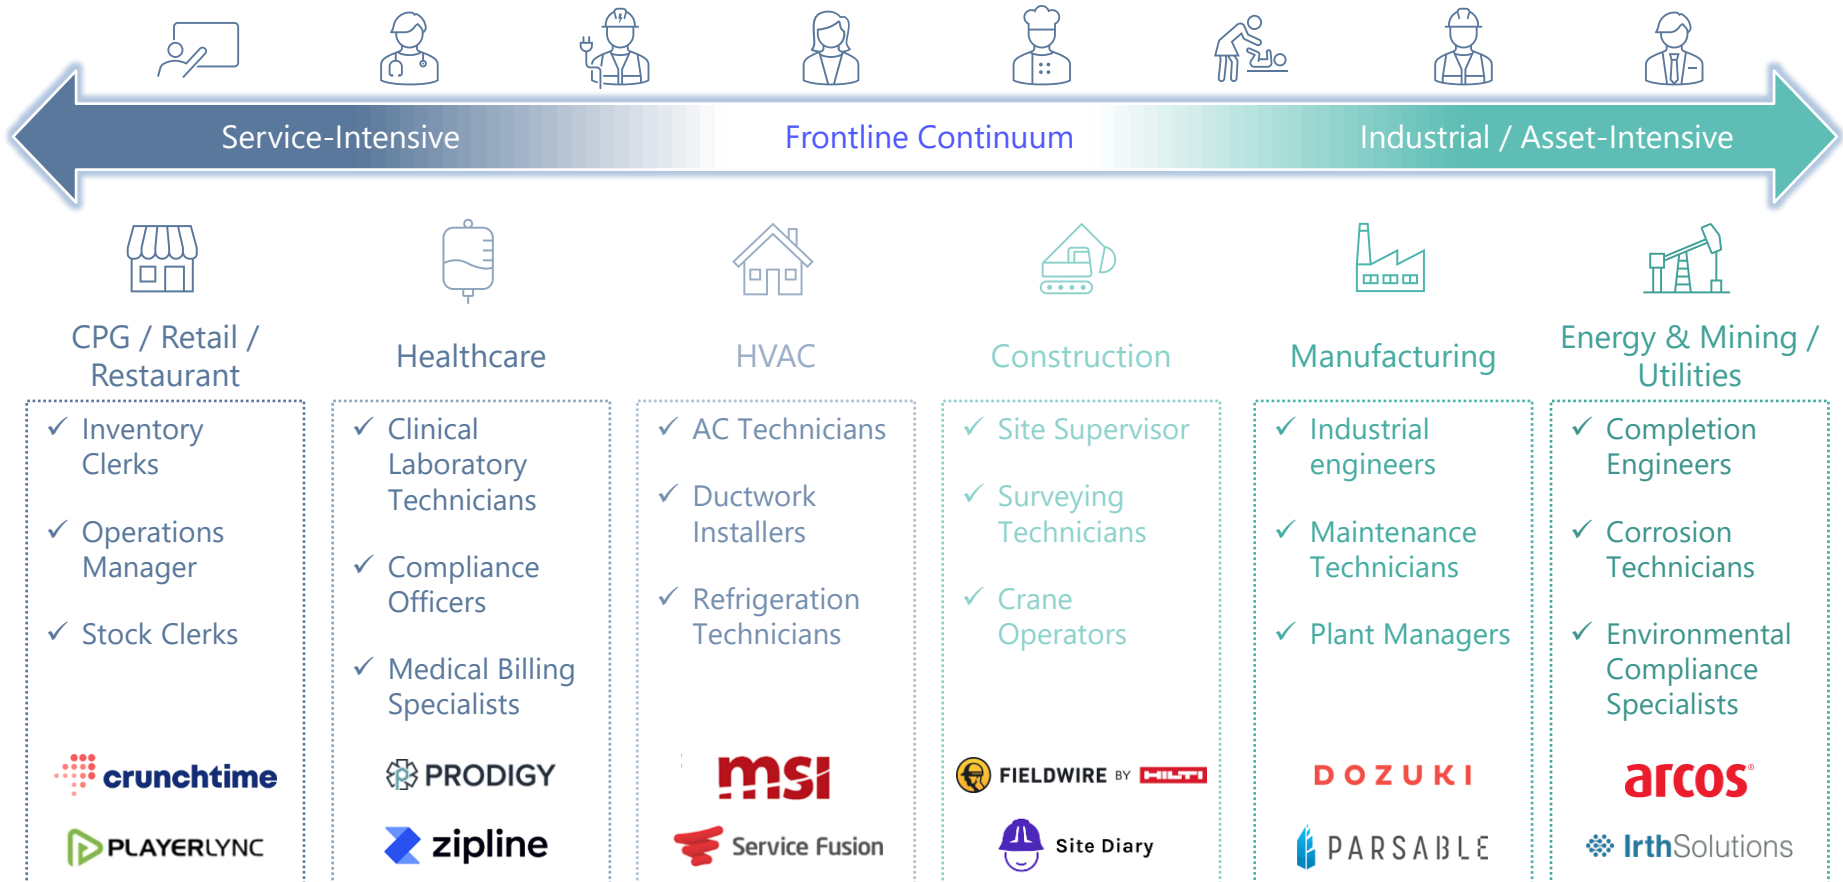 Service-Intensive
Frontline Continuum
Industrial / Asset-Intensive
CPG / Retail /
Restaurant
Inventory
Clerks
Operations
Manager
Stock Clerks
crunchtime
PLAYERLYNC
Healthcare
Clinical
Laboratory
Technicians
Compliance
Officers
Medical Billing
Specialists
PRODIGY
zipline
HVAC
AC Technicians
Ductwork
Installers
Refrigeration
Technicians
msi
Service Fusion
Construction
Site Supervisor
Surveying
Technicians
Crane
Operators
FIELDWIRE BY HILTI
Site Diary
Manufacturing
Industrial
engineers
Maintenance
Technicians
Plant Managers
DOZUKI
PARSABLE
Energy & Mining /
Utilities
Completion
Engineers
Corrosion
Technicians
Environmental
Compliance
Specialists
arcos®
IrthSolutions